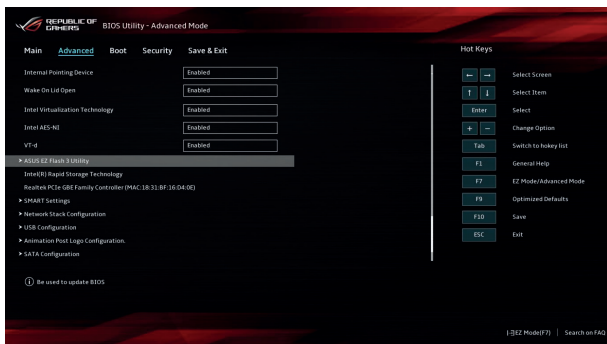 REPUBLIC OF GAMERS BIOS Utility - Advanced Mode
Main Advanced Boot Security Save & Exit
Internal Pointing Device Enabled
Wake On Lid Open Enabled
Intel Virtualization Technology Enabled
Intel AES-NI Enabled
VT-d Enabled
> ASUS EZ Flash 3 Utility
Intel(R) Rapid Storage Technology
Realtek PCIe GBE Family Controller (MAC:18:31:BF:16:D4:0E)
> SMART Settings
> Network Stack Configuration
> USB Configuration
> Animation Post Logo Configuration.
> SATA Configuration
i Be used to update BIOS
Hot Keys
← → Select Screen
↑ ↓ Select Item
Enter Select
+ − Change Option
Tab Switch to hokey list
F1 General Help
F7 EZ Mode/Advanced Mode
F9 Optimized Defaults
F10 Save
ESC Exit
EZ Mode(F7) | Search on FAQ